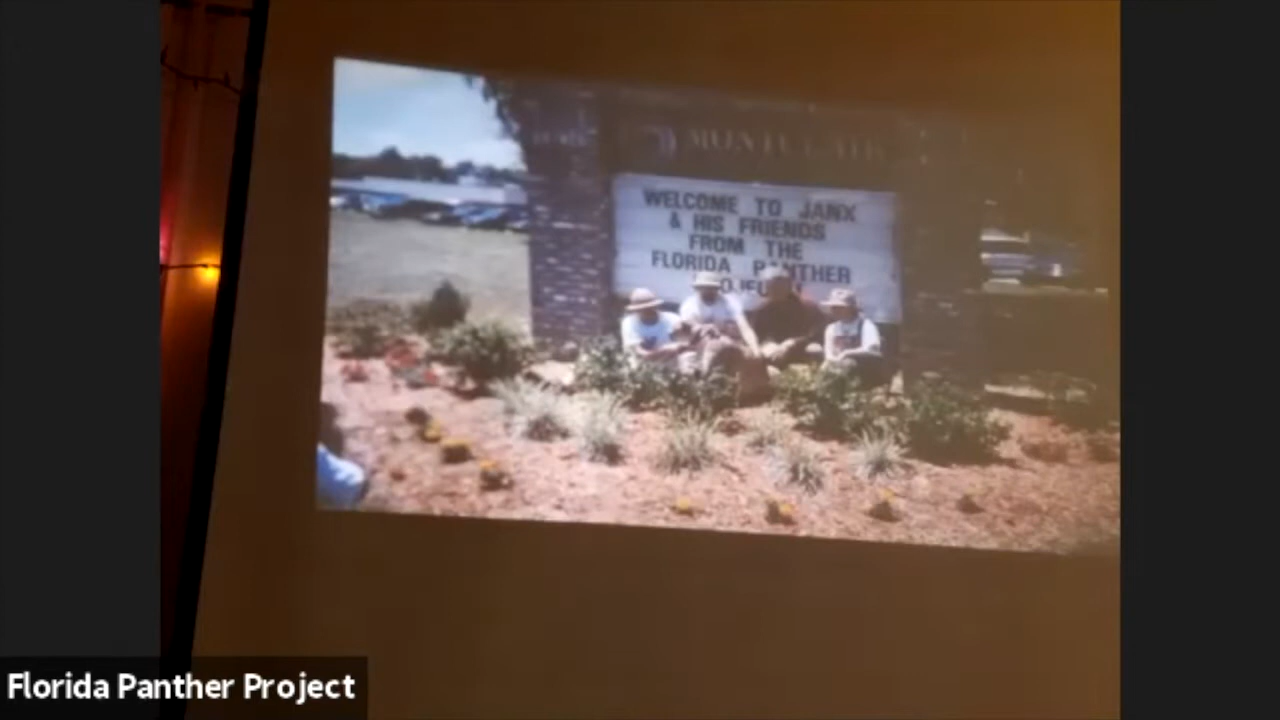 WELCOME TO JANX
& HIS FRIENDS
FROM THE
FLORIDA PANTHER
Florida Panther Project